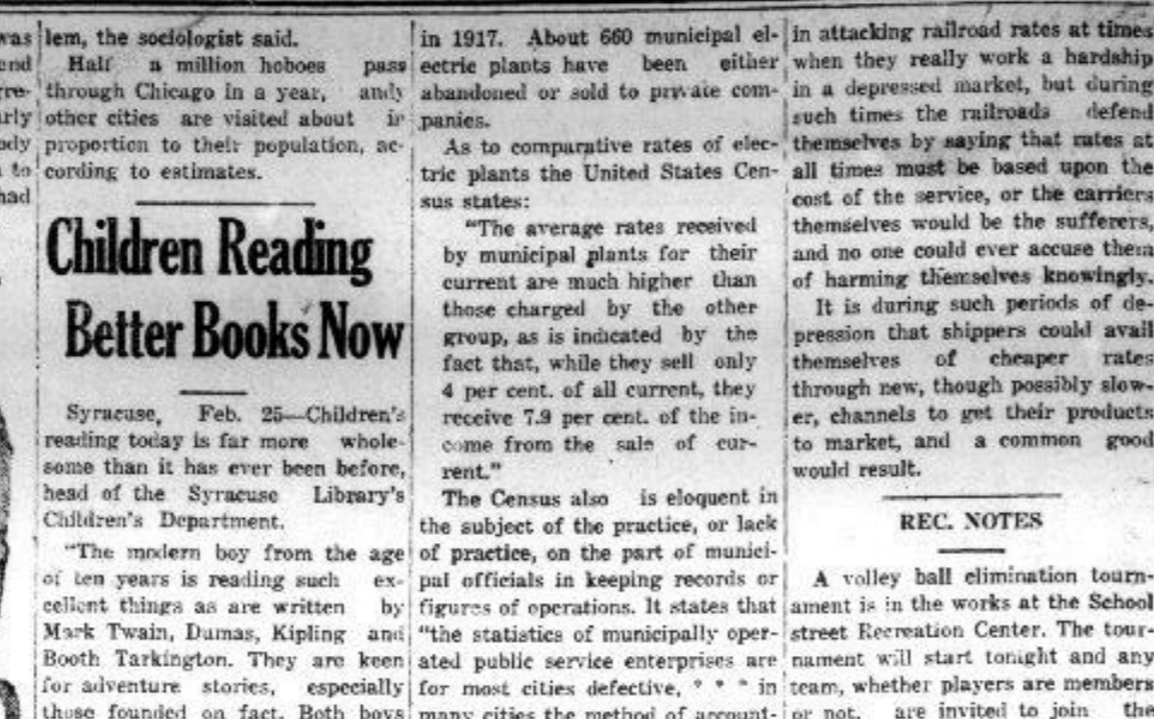 was
end
gre-
arly
ody
to
had
lem, the sociologist said.
Half a million hoboes pass
through Chicago in a year, and
other cities are visited about in
proportion to their population, ac-
cording to estimates.
Children Reading
Better Books Now
Syracuse, Feb. 25—Children's
reading today is far more whole-
some than it has ever been before,
head of the Syracuse Library's
Children's Department.
"The modern boy from the age
of ten years is reading such ex-
cellent things as are written by
Mark Twain, Dumas, Kipling and
Booth Tarkington. They are keen
for adventure stories, especially
those founded on fact. Both boys
in 1917. About 660 municipal el-
ectric plants have been either
abandoned or sold to private com-
panies.
As to comparative rates of elec-
tric plants the United States Cen-
sus states:
"The average rates received
by municipal plants for their
current are much higher than
those charged by the other
group, as is indicated by the
fact that, while they sell only
4 per cent. of all current, they
receive 7.9 per cent. of the in-
come from the sale of cur-
rent."
The Census also is eloquent in
the subject of the practice, or lack
of practice, on the part of munici-
pal officials in keeping records or
figures of operations. It states that
"the statistics of municipally oper-
ated public service enterprises are
for most cities defective, * * * in
many cities the method of account-
in attacking railroad rates at times
when they really work a hardship
in a depressed market, but during
such times the railroads defend
themselves by saying that rates at
all times must be based upon the
cost of the service, or the carriers
themselves would be the sufferers,
and no one could ever accuse them
of harming themselves knowingly.
It is during such periods of de-
pression that shippers could avail
themselves of cheaper rates
through new, though possibly slow-
er, channels to get their products
to market, and a common good
would result.
REC. NOTES
A volley ball elimination tourn-
ament is in the works at the School
street Recreation Center. The tour-
nament will start tonight and any
team, whether players are members
or not, are invited to join the